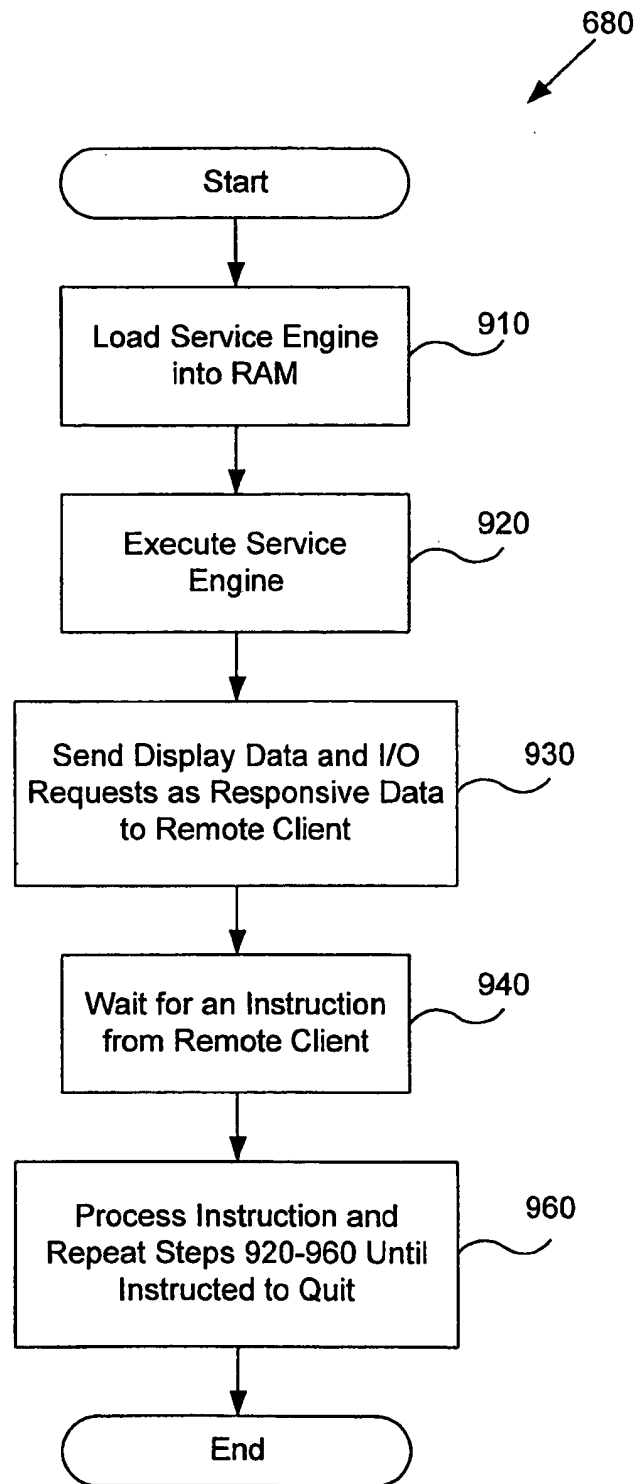 680
Start
Load Service Engine
into RAM
910
Execute Service
Engine
920
Send Display Data and I/O
Requests as Responsive Data
to Remote Client
930
Wait for an Instruction
from Remote Client
940
Process Instruction and
Repeat Steps 920-960 Until
Instructed to Quit
960
End